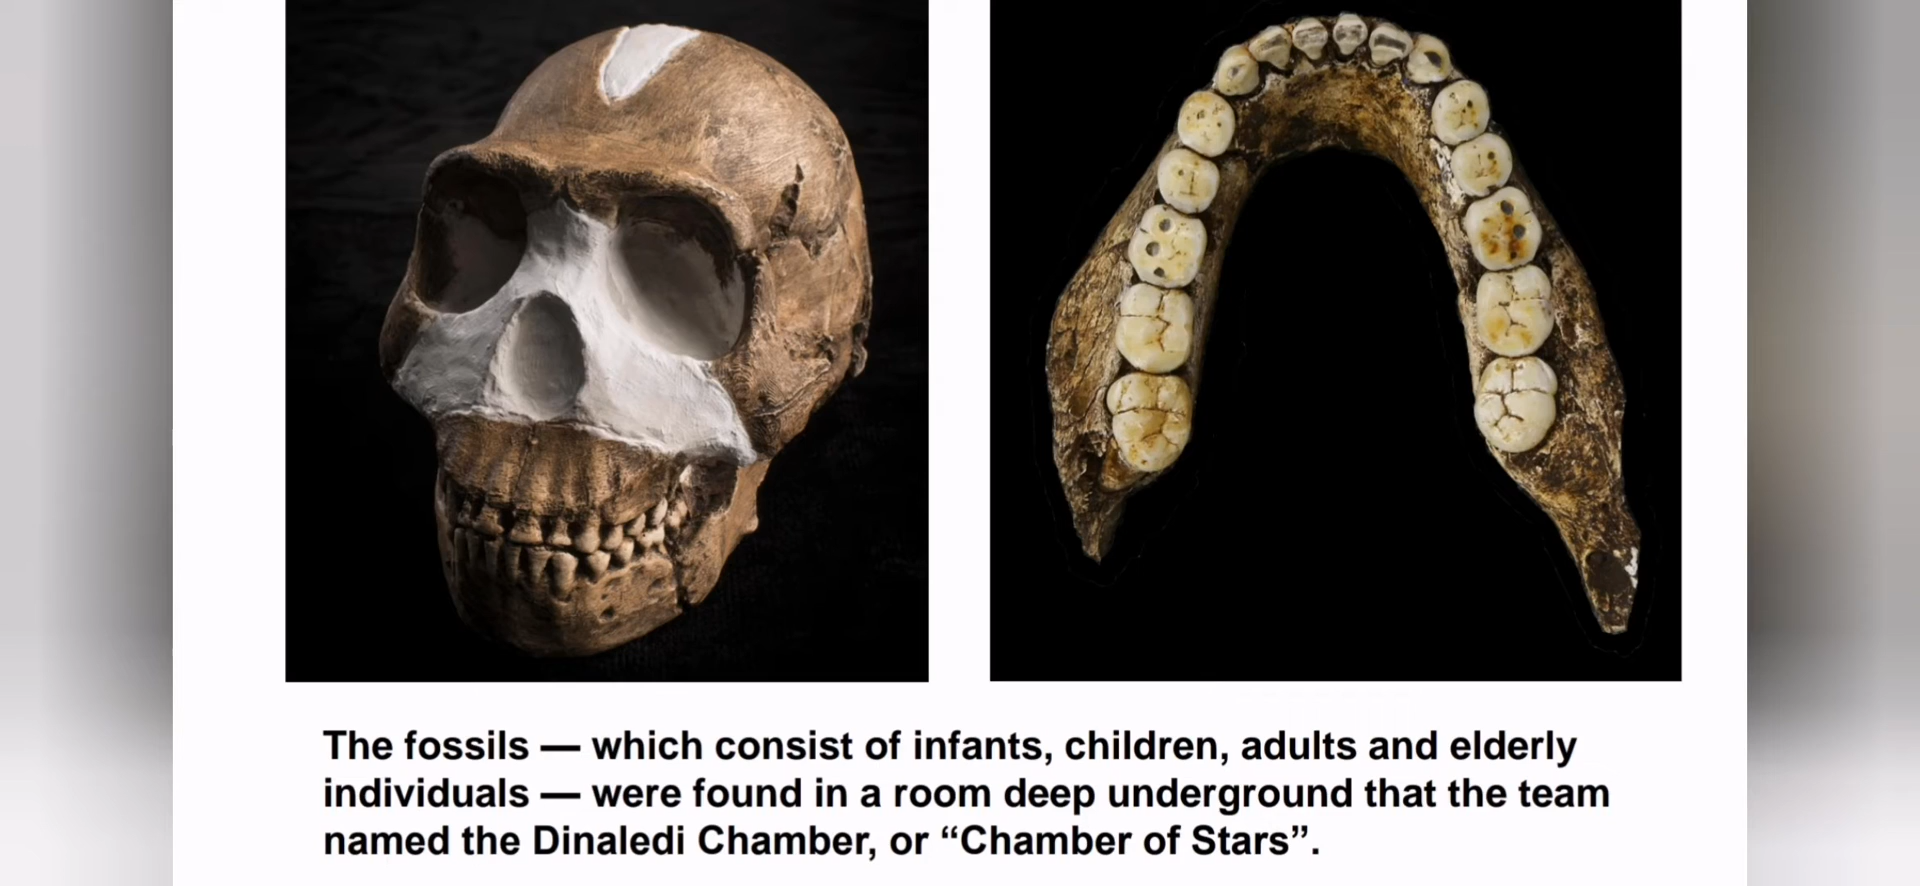 The fossils — which consist of infants, children, adults and elderly
individuals — were found in a room deep underground that the team
named the Dinaledi Chamber, or “Chamber of Stars”.